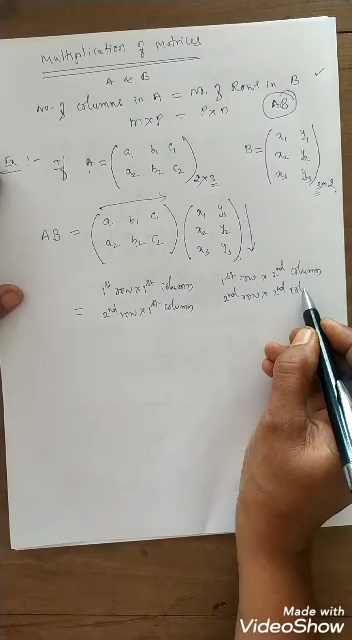 Multiplication of matrices
A & B
No. of columns in A = No. of Rows in B ✓
m×p = p×n AB
Ex :- If A = ( a1 b1 c1 B = ( x1 y1
x2 b2 c2 ) 2×3 x2 y2
x3 y3 ) 3×2
AB = ( a1 b1 c1 ( x1 y1
a2 b2 c2 ) x2 y2
x3 y3 )
1st row × 1st column 1st row × 2nd column
= 2nd row × 1st column 2nd row × 2nd col
Made with
VideoShow